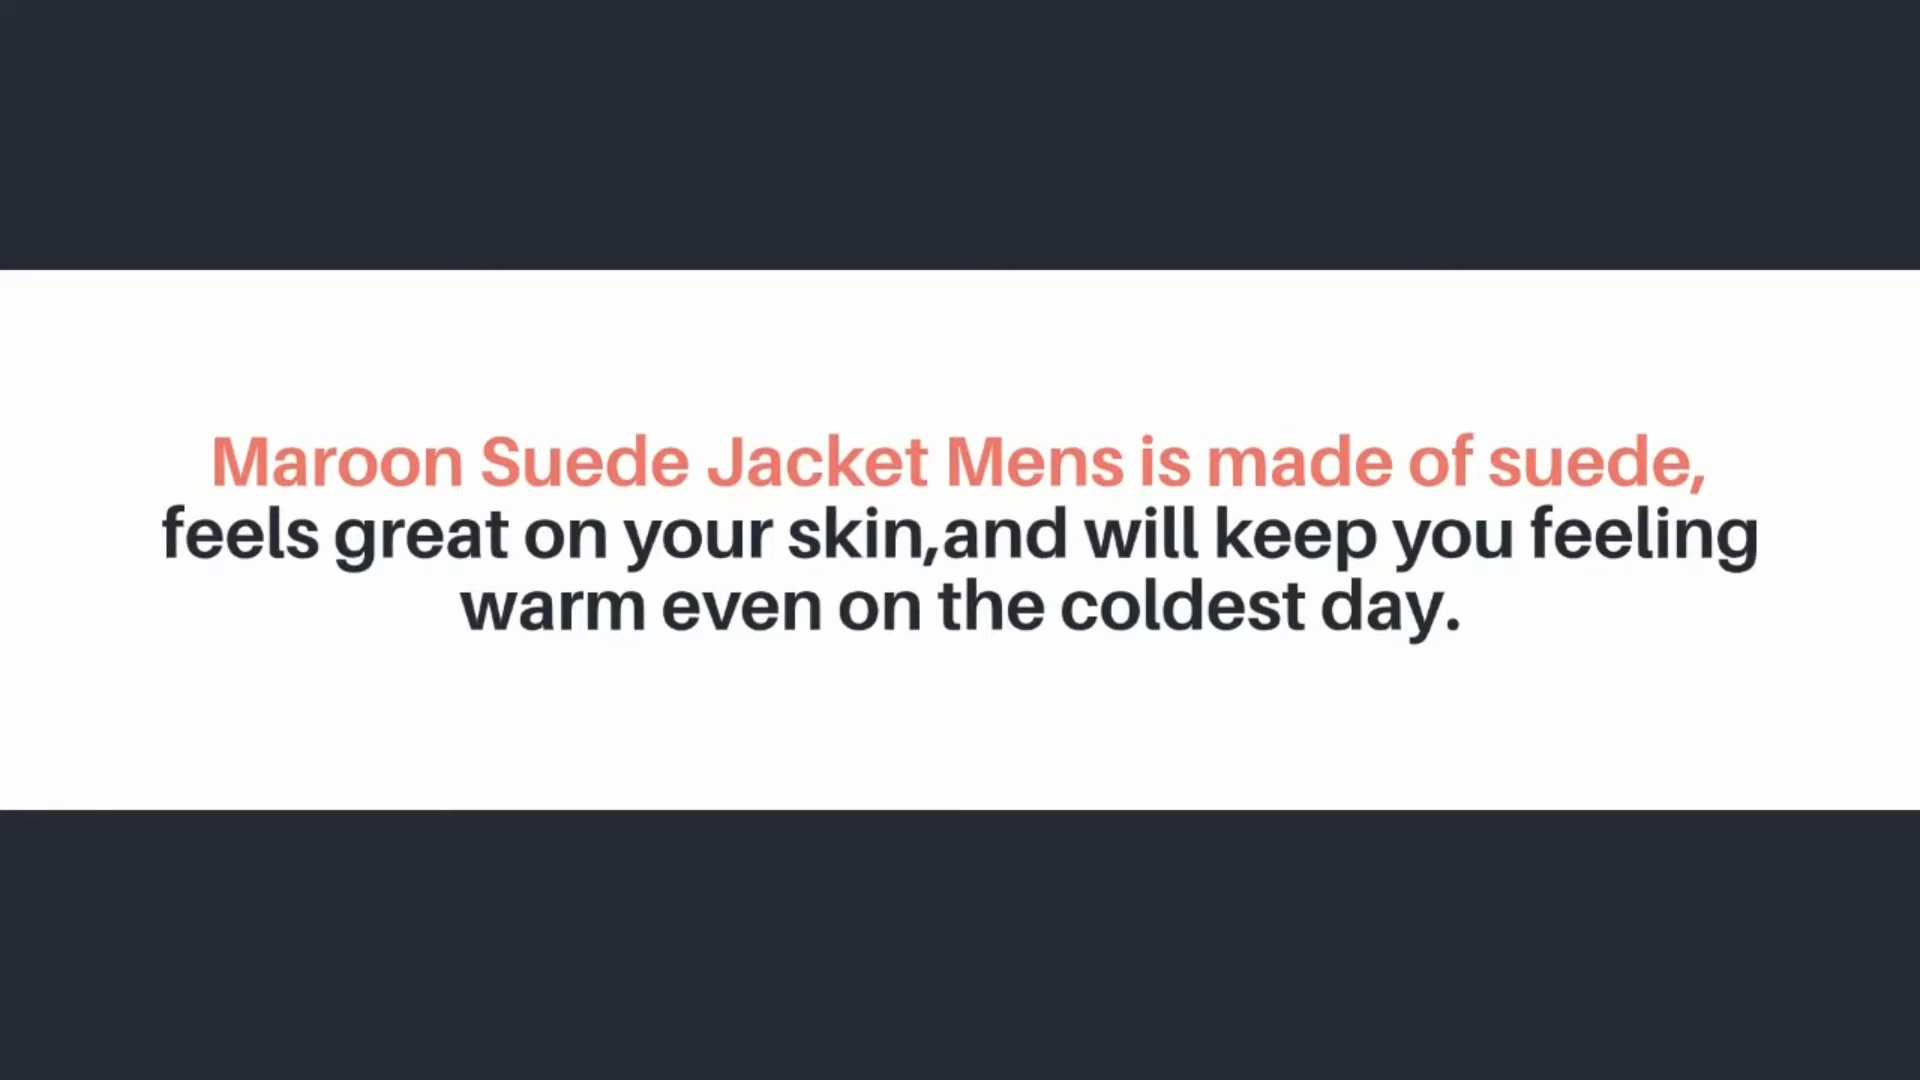 Maroon Suede Jacket Mens is made of suede,
feels great on your skin,and will keep you feeling
warm even on the coldest day.